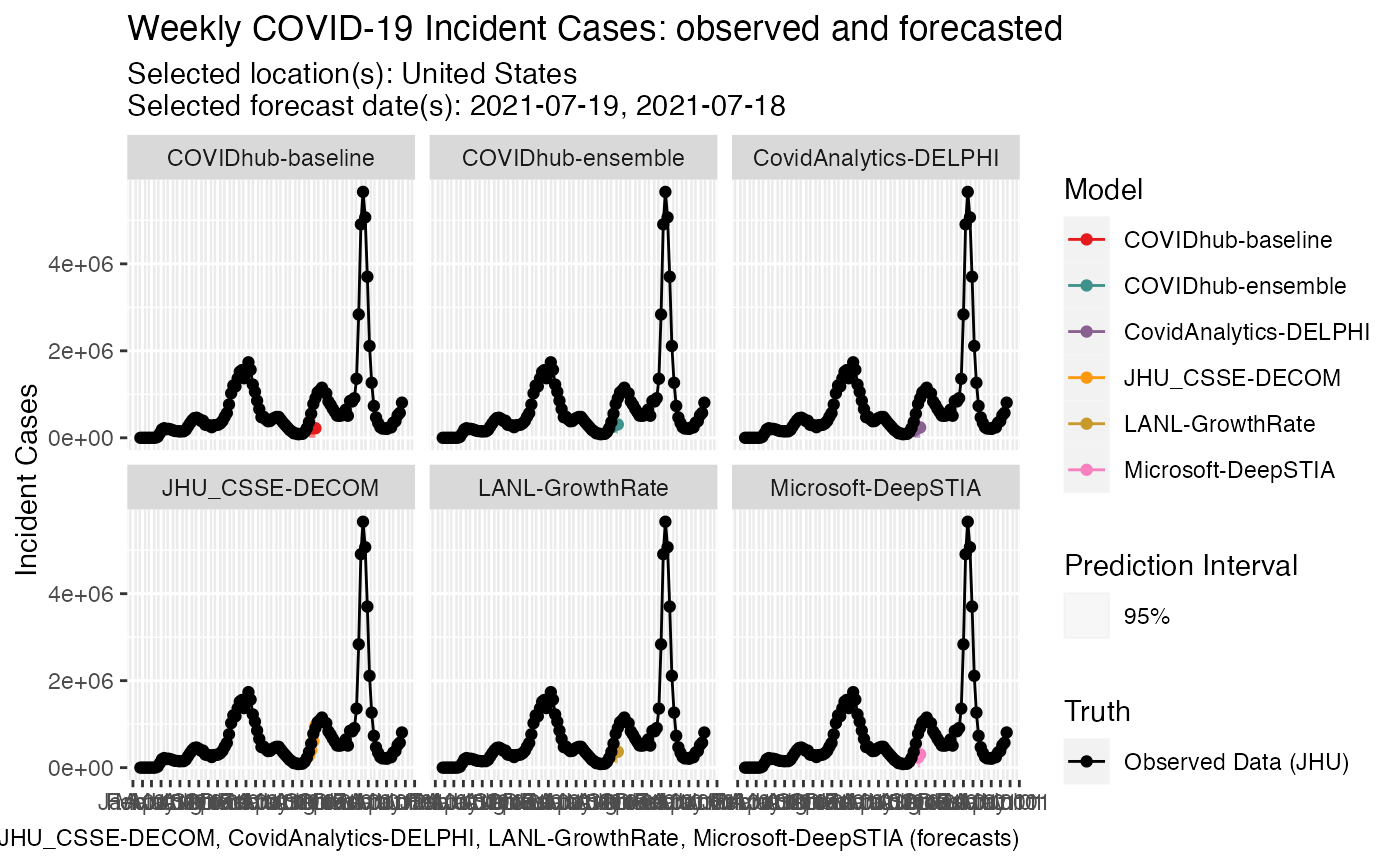 Weekly COVID-19 Incident Cases: observed and forecasted
Selected location(s): United States
Selected forecast date(s): 2021-07-19, 2021-07-18
COVIDhub-baseline
COVIDhub-ensemble
CovidAnalytics-DELPHI
4e+06
2e+06
0e+00
JHU_CSSE-DECOM
LANL-GrowthRate
Microsoft-DeepSTIA
4e+06
2e+06
0e+00
Incident Cases
JHU_CSSE-DECOM, CovidAnalytics-DELPHI, LANL-GrowthRate, Microsoft-DeepSTIA (forecasts)
Model
COVIDhub-baseline
COVIDhub-ensemble
CovidAnalytics-DELPHI
JHU_CSSE-DECOM
LANL-GrowthRate
Microsoft-DeepSTIA
Prediction Interval
95%
Truth
Observed Data (JHU)